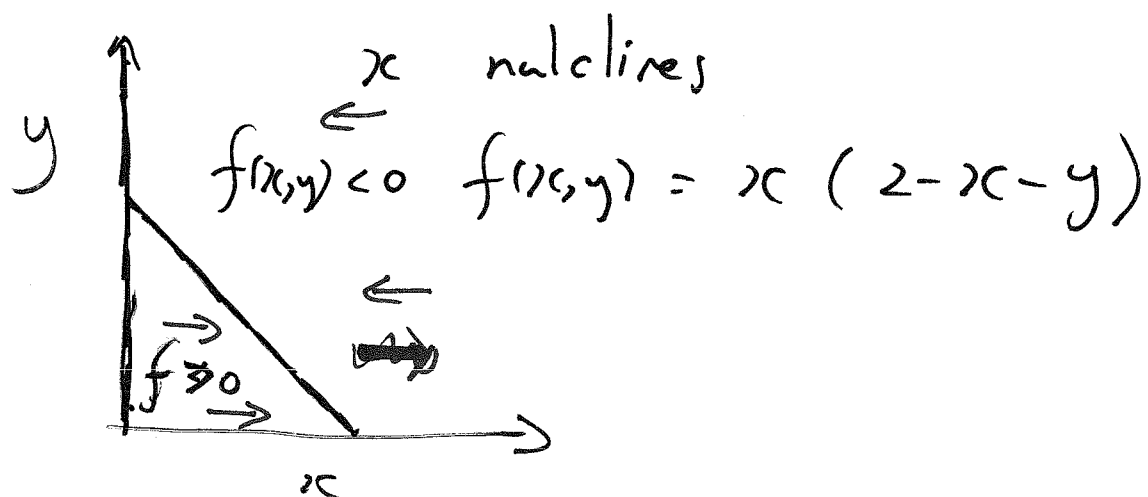 x nulclines
y
f(x,y) < 0 f(x,y) = x ( 2 - x - y )
f > 0
x